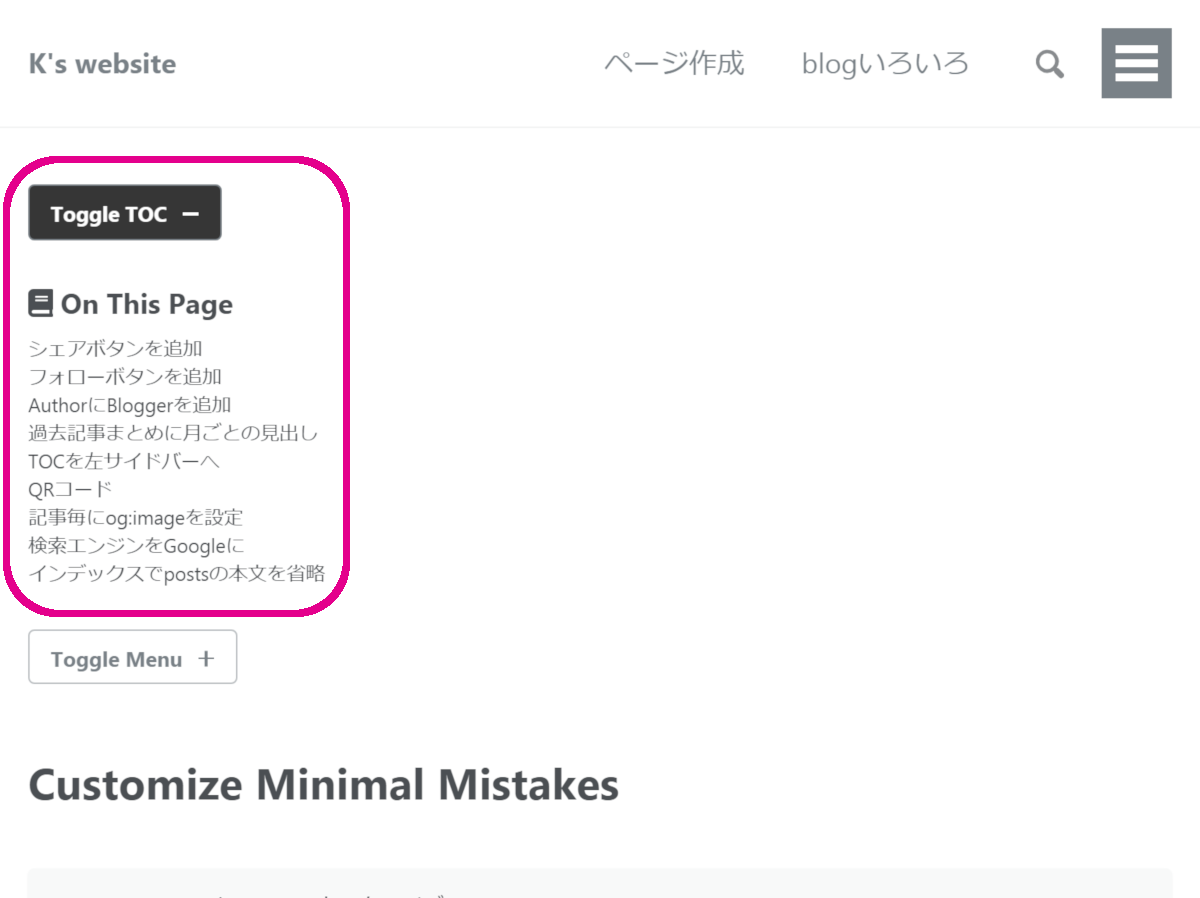 K's website
ページ作成
blogいろいろ
Toggle TOC −
On This Page
シェアボタンを追加
フォローボタンを追加
AuthorにBloggerを追加
過去記事まとめに月ごとの見出し
TOCを左サイドバーへ
QRコード
記事毎にog:imageを設定
検索エンジンをGoogleに
インデックスでpostsの本文を省略
Toggle Menu +
Customize Minimal Mistakes